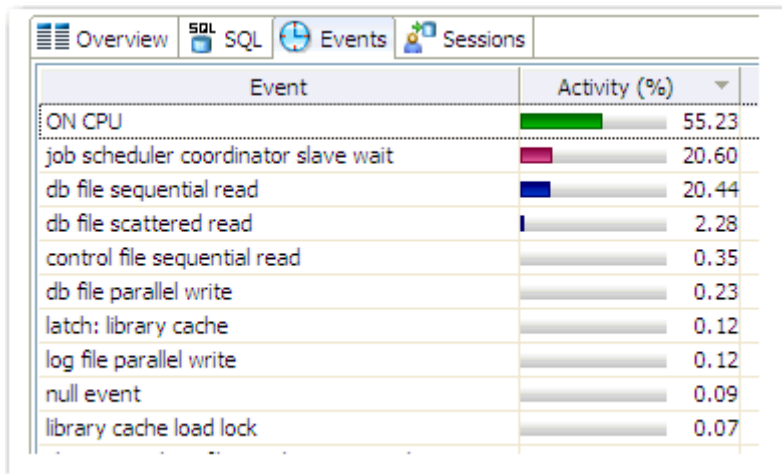 Overview SQL SQL Events Sessions
Event Activity (%)
ON CPU 55.23
job scheduler coordinator slave wait 20.60
db file sequential read 20.44
db file scattered read 2.28
control file sequential read 0.35
db file parallel write 0.23
latch: library cache 0.12
log file parallel write 0.12
null event 0.09
library cache load lock 0.07